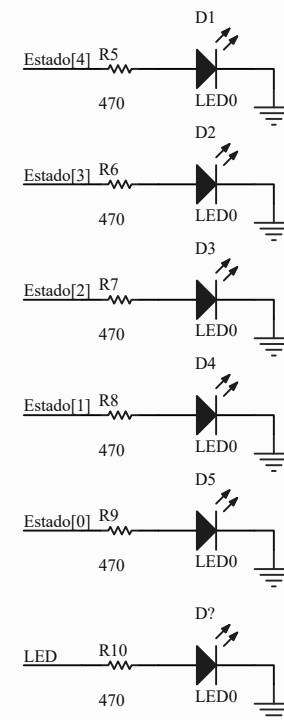 D1
Estado[4] R5
470 LED0
D2
Estado[3] R6
470 LED0
D3
Estado[2] R7
470 LED0
D4
Estado[1] R8
470 LED0
D5
Estado[0] R9
470 LED0
D?
LED R10
470 LED0